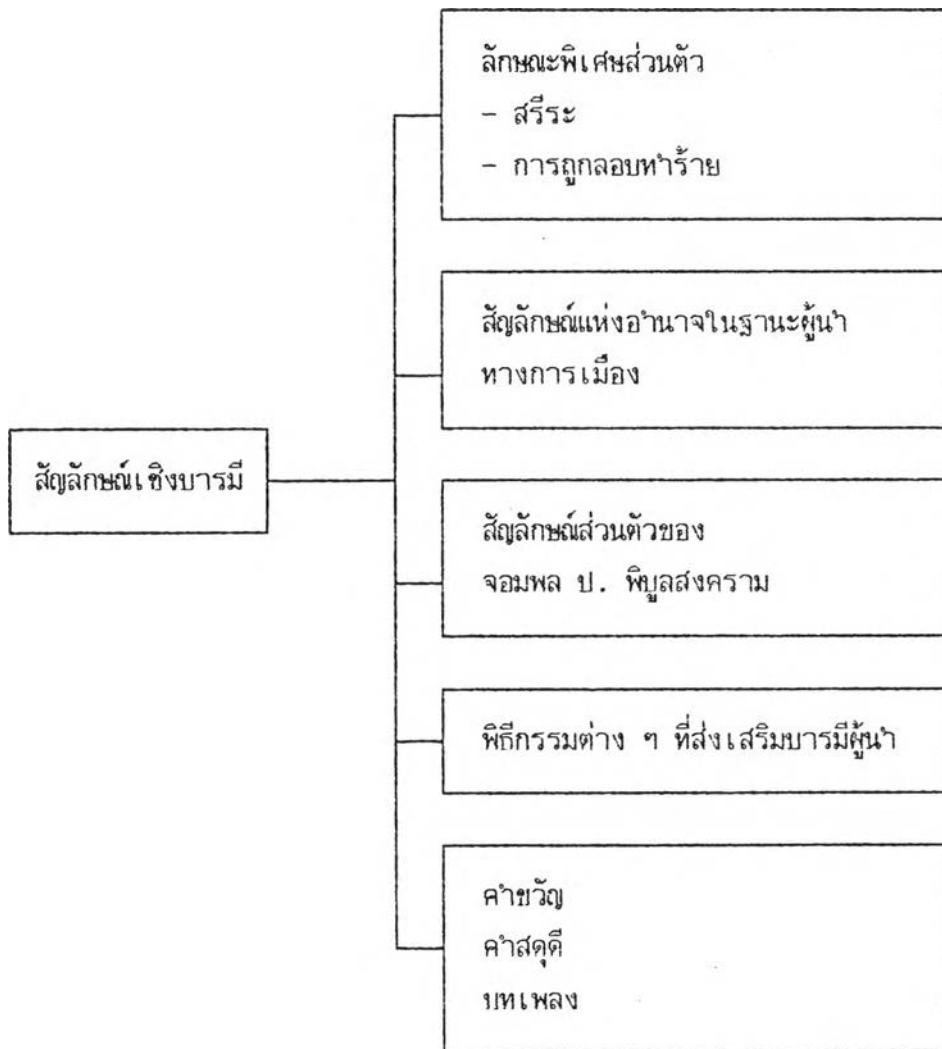 ลักษณะพิเศษส่วนตัว
- สรีระ
- การถูกลอบทำร้าย
สัญลักษณ์แห่งอำนาจในฐานะผู้นำ
ทางการเมือง
สัญลักษณ์เชิงบารมี
สัญลักษณ์ส่วนตัวของ
จอมพล ป. พิบูลสงคราม
พิธีกรรมต่าง ๆ ที่ส่งเสริมบารมีผู้นำ
คำขวัญ
คำสดุดี
บทเพลง